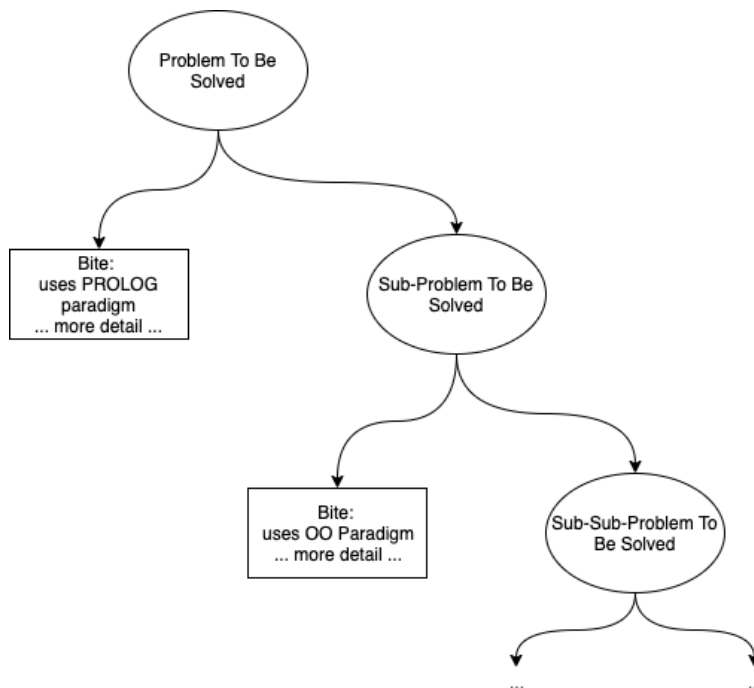 Problem To Be
Solved
Bite:
uses PROLOG
paradigm
... more detail ...
Sub-Problem To Be
Solved
Bite:
uses OO Paradigm
... more detail ...
Sub-Sub-Problem To
Be Solved
...